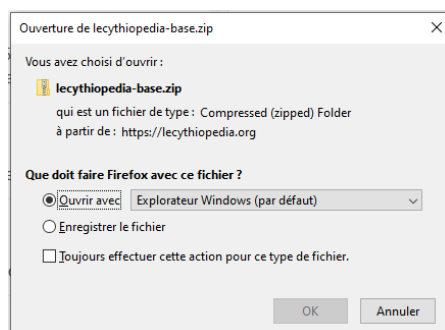 Ouverture de lecythiopedia-base.zip
Vous avez choisi d'ouvrir :
lecythiopedia-base.zip
qui est un fichier de type : Compressed (zipped) Folder
à partir de : https://lecythiopedia.org
Que doit faire Firefox avec ce fichier ?
Ouvrir avec Explorateur Windows (par défaut)
Enregistrer le fichier
Toujours effectuer cette action pour ce type de fichier.
OK Annuler